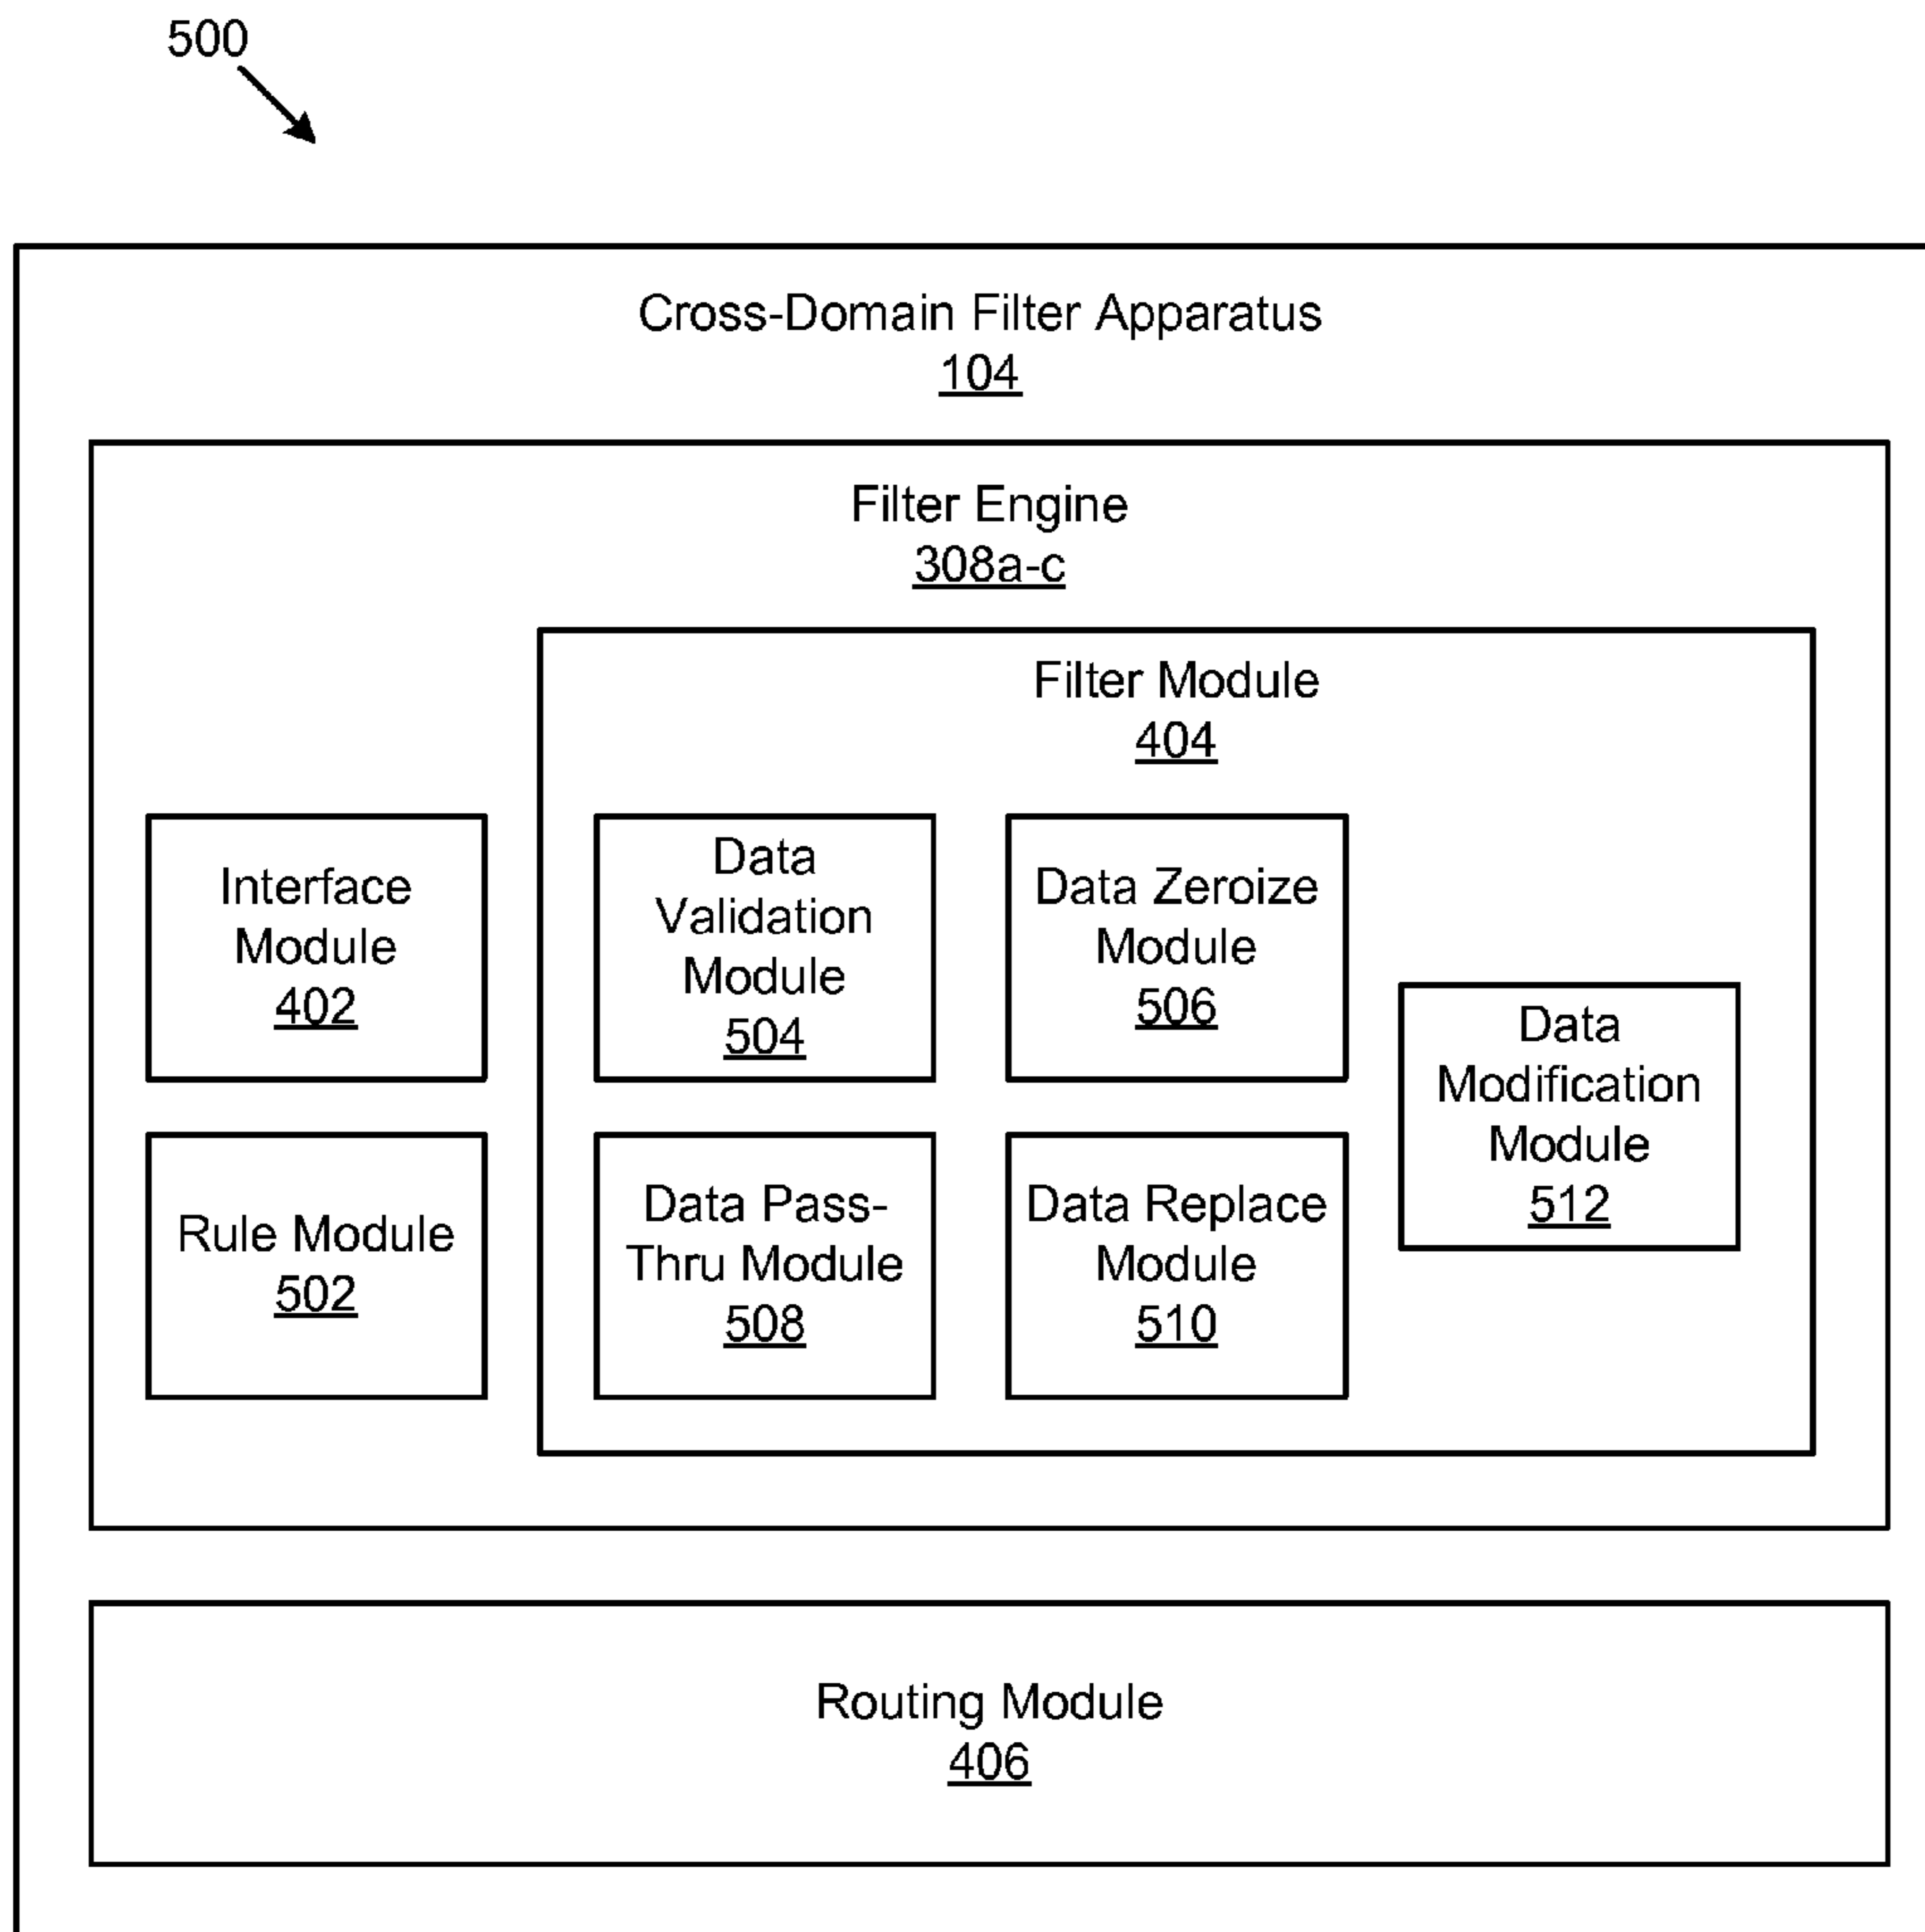 500
Cross-Domain Filter Apparatus
104
Filter Engine
308a-c
Filter Module
404
Interface
Module
402
Data
Validation
Module
504
Data Zeroize
Module
506
Data
Modification
Module
512
Rule Module
502
Data Pass-
Thru Module
508
Data Replace
Module
510
Routing Module
406